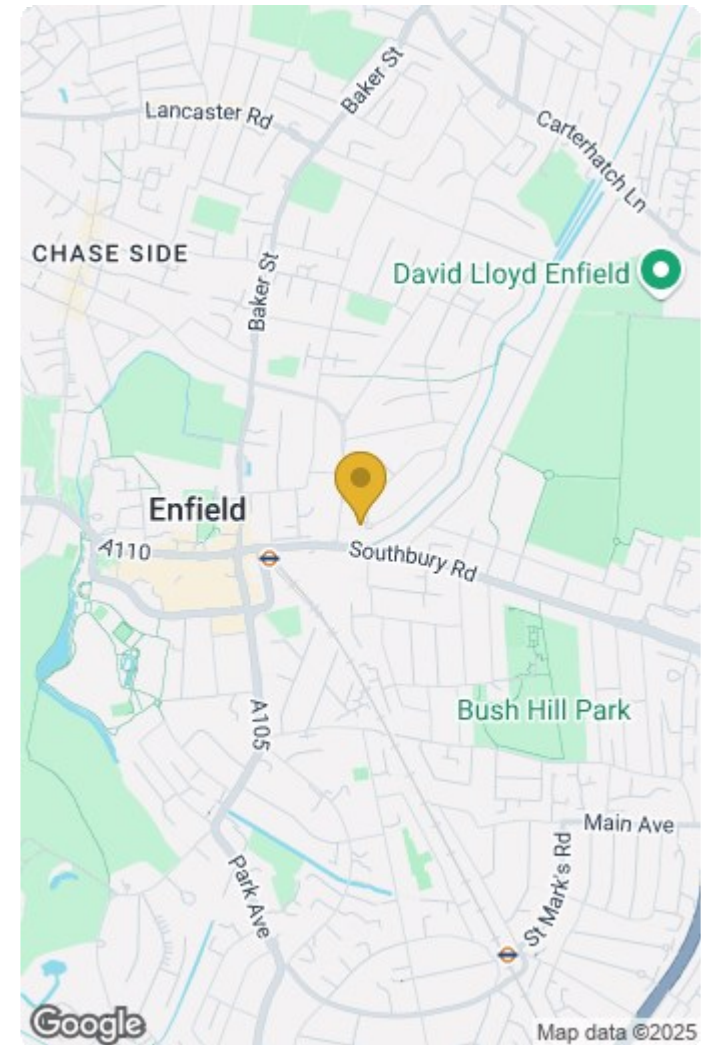 Baker St
Lancaster Rd
Carterhatch Ln
CHASE SIDE
David Lloyd Enfield
Baker St
Enfield
A110
Southbury Rd
A105
Bush Hill Park
Main Ave
Park Ave
St Mark's Rd
Google
Map data ©2025